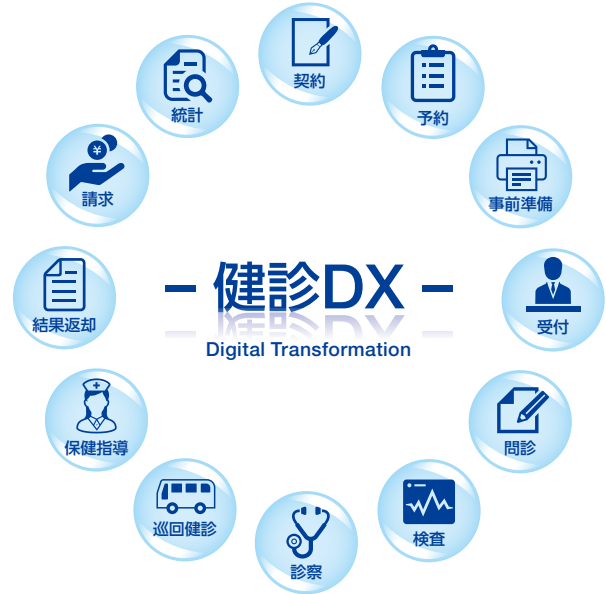 契約
予約
事前準備
受付
問診
検査
診察
巡回健診
保健指導
結果返却
請求
¥
統計
－ 健診DX －
Digital Transformation